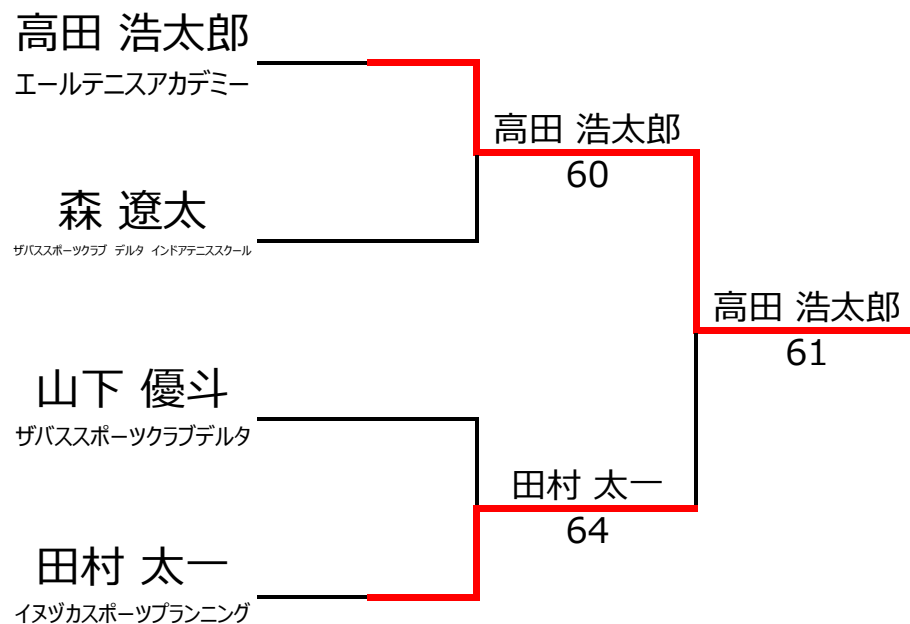 高田 浩太郎
エールテニスアカデミー
高田 浩太郎
60
森 遼太
ザバススポーツクラブ デルタ インドアテニススクール
高田 浩太郎
61
山下 優斗
ザバススポーツクラブデルタ
田村 太一
64
田村 太一
イヌヅカスポーツプランニング